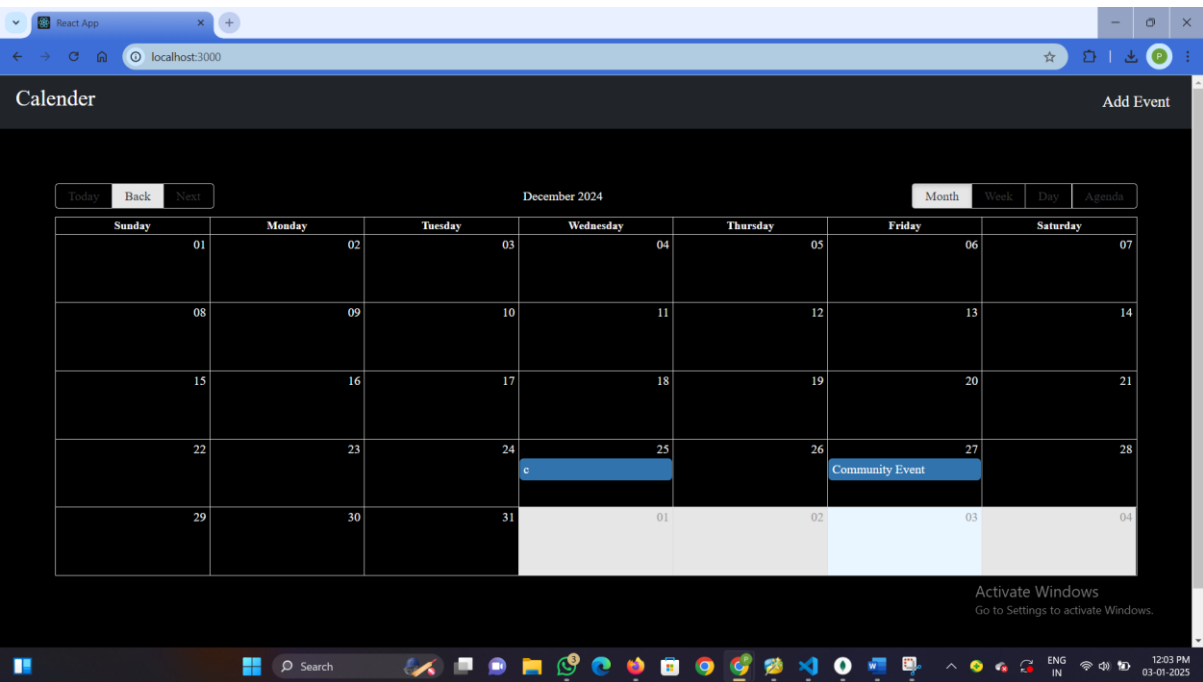 React App
localhost:3000
P
Calender Add Event
Today Back Next December 2024 Month Week Day Agenda
Sunday Monday Tuesday Wednesday Thursday Friday Saturday
01 02 03 04 05 06 07
08 09 10 11 12 13 14
15 16 17 18 19 20 21
22 23 24 25 26 27 28
c Community Event
29 30 31 01 02 03 04
Activate Windows
Go to Settings to activate Windows.
Search 3 ENG 12:03 PM
IN 03-01-2025